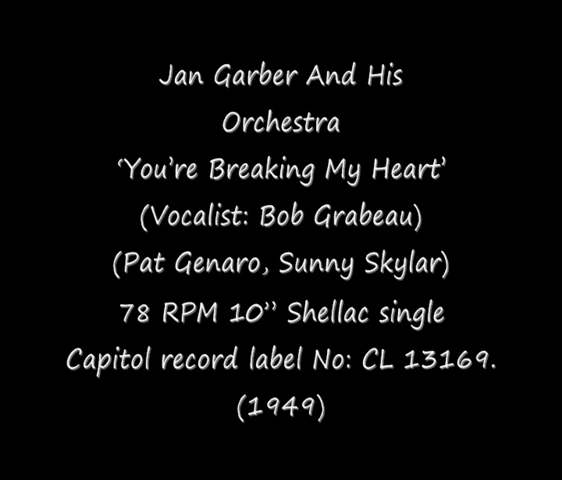 Jan Garber And His
Orchestra
‘You’re Breaking My Heart’
(Vocalist: Bob Grabeau)
(Pat Genaro, Sunny Skylar)
78 RPM 10” Shellac single
Capitol record label No: CL 13169.
(1949)